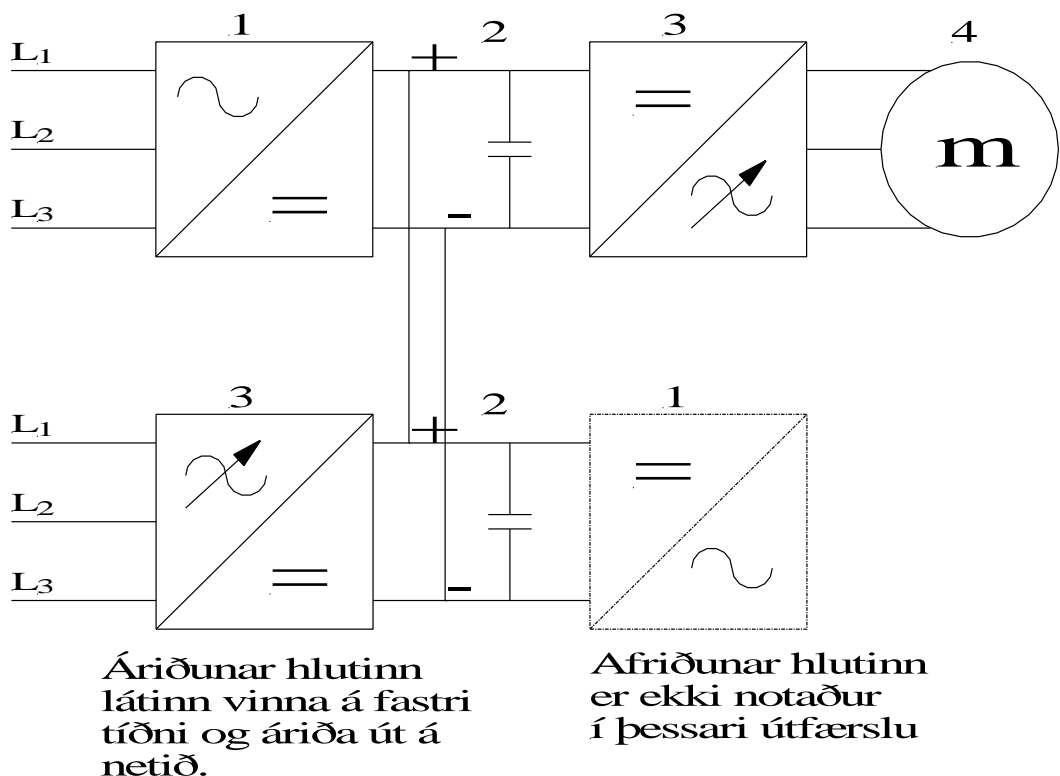 1 2 3 4
L1
L2
L3
+
-
m
3 2 1
L1
L2
L3
+
-
Áriðunar hlutinn
látinn vinna á fastri
tíðni og áriða út á
netið.
Afriðunar hlutinn
er ekki notaður
í þessari útfærslu